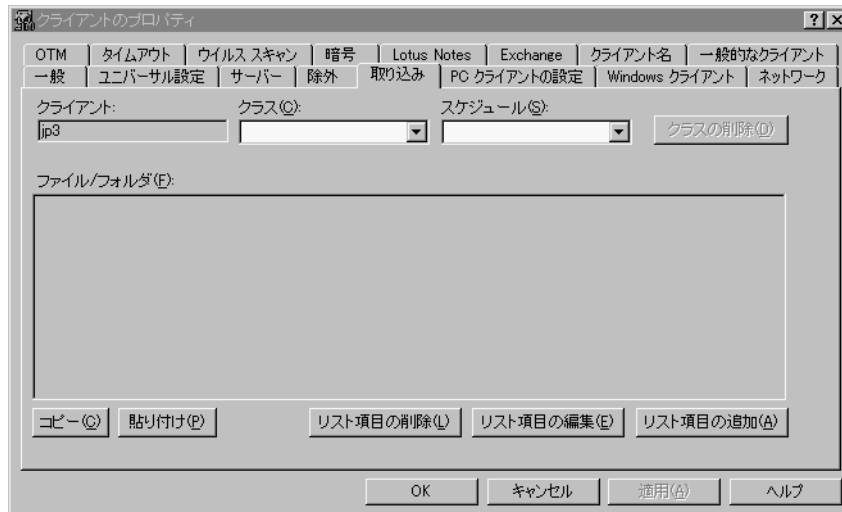 クライアントのプロパティ
OTM タイムアウト ウイルス スキャン 暗号 Lotus Notes Exchange クライアント名 一般的なクライアント
一般 ユニバーサル設定 サーバー 除外 取り込み PC クライアントの設定 Windows クライアント ネットワーク
クライアント: クラス(C): スケジュール(S):
jp3 クラスの削除(D)
ファイル/フォルダ(F):
コピー(C) 貼り付け(P) リスト項目の削除(L) リスト項目の編集(E) リスト項目の追加(A)
OK キャンセル 適用(A) ヘルプ